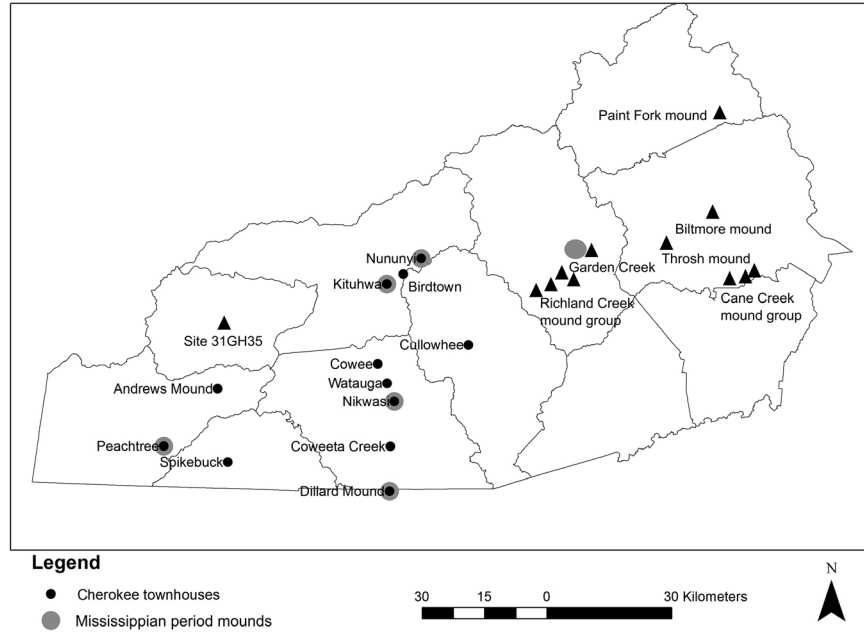 Paint Fork mound
Biltmore mound
Nununyi
Throsh mound
Garden Creek
Kituhwa
Birdtown
Cane Creek
mound group
Richland Creek
mound group
Site 31GH35
Cullowhee
Cowee
Watauga
Andrews Mound
Nikwasi
Peachtree
Coweeta Creek
Spikebuck
Dillard Mound
Legend
Cherokee townhouses
Mississippian period mounds
30 15 0 30 Kilometers
N